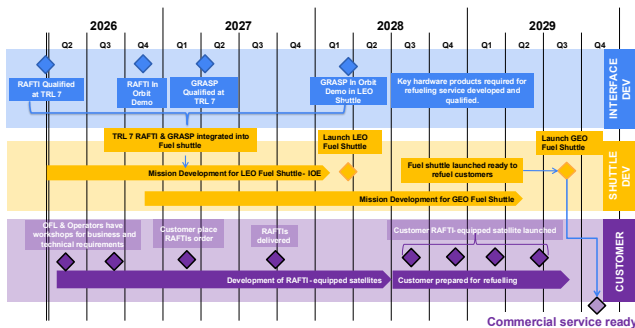 2026 2027 2028 2029
Q2 Q3 Q4 Q1 Q2 Q3 Q4 Q1 Q2 Q3 Q4 Q1 Q2 Q3 Q4
RAFTI Qualified
at TRL 7
RAFTI In
Orbit
Demo
GRASP
Qualified at
TRL 7
GRASP In Orbit
Demo in LEO
Shuttle
Key hardware products required for
refueling service developed and
qualified.
INTERFACE
DEV
TRL 7 RAFTI & GRASP integrated into
Fuel shuttle
Launch LEO
Fuel Shuttle
Launch GEO
Fuel Shuttle
Fuel shuttle launched ready to
refuel customers
Mission Development for LEO Fuel Shuttle- IOE
Mission Development for GEO Fuel Shuttle
SHUTTLE
DEV
OFL & Operators have
workshops for business and
technical requirements
Customer place
RAFTIs order
RAFTIs
delivered
Customer RAFTI-equipped satellite launched
Development of RAFTI- equipped satellites
Customer prepared for refuelling
CUSTOMER
Commercial service ready